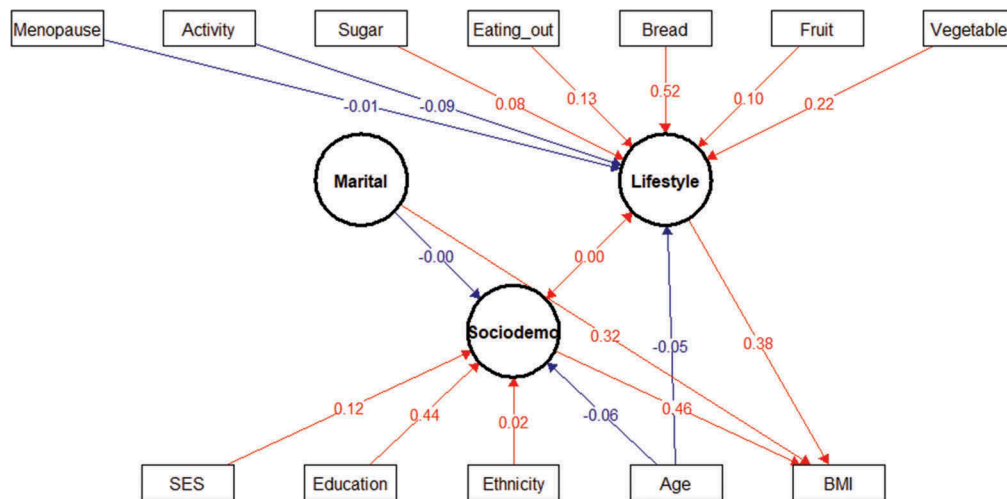 Menopause Activity Sugar Eating_out Bread Fruit Vegetable
-0.01 -0.09 0.08 0.13 0.52 0.10 0.22
Marital Lifestyle
-0.00 0.00
Sociodemo 0.32 -0.05 0.38
0.12 0.44 0.02 -0.06 0.46
SES Education Ethnicity Age BMI